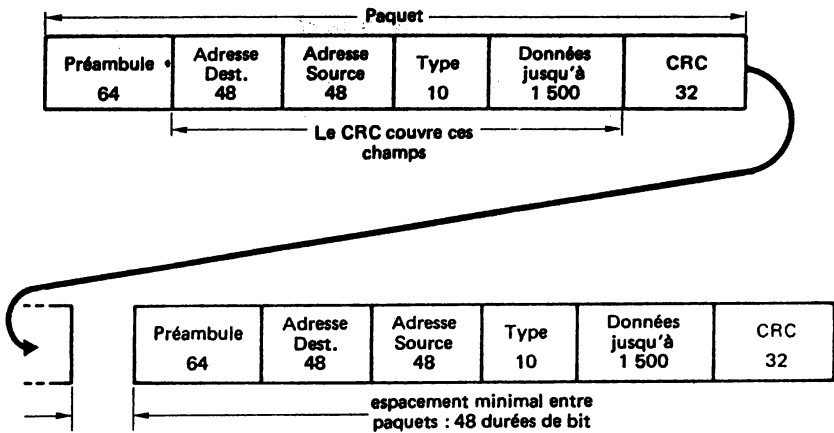 Paquet
Préambule
64
Adresse
Dest.
48
Adresse
Source
48
Type
10
Données
jusqu'à
1 500
CRC
32
Le CRC couvre ces
champs
Préambule
64
Adresse
Dest.
48
Adresse
Source
48
Type
10
Données
jusqu'à
1 500
CRC
32
espacement minimal entre
paquets : 48 durées de bit